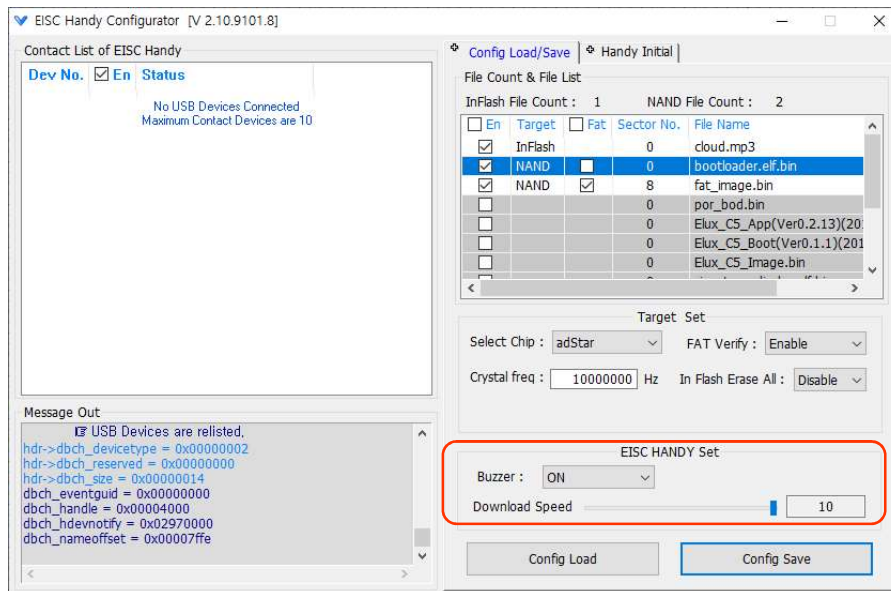 EISC Handy Configurator [V 2.10.9101.8]
Contact List of EISC Handy
Dev No. En Status
No USB Devices Connected
Maximum Contact Devices are 10
Message Out
USB Devices are relisted,
hdr->dbch_devicetype = 0x00000002
hdr->dbch_reserved = 0x00000000
hdr->dbch_size = 0x00000014
dbch_eventguid = 0x00000000
dbch_handle = 0x00004000
dbch_hdevnotify = 0x02970000
dbch_nameoffset = 0x00007ffe
Config Load/Save Handy Initial
File Count & File List
InFlash File Count : 1 NAND File Count : 2
En Target Fat Sector No. File Name
InFlash 0 cloud.mp3
NAND 0 bootloader.elf.bin
NAND 8 fat_image.bin
0 por_bod.bin
0 Elux_C5_App(Ver0.2.13)(20
0 Elux_C5_Boot(Ver0.1.1)(201
0 Elux_C5_Image.bin
Target Set
Select Chip : adStar FAT Verify : Enable
Crystal freq : 10000000 Hz In Flash Erase All : Disable
EISC HANDY Set
Buzzer : ON
Download Speed 10
Config Load Config Save